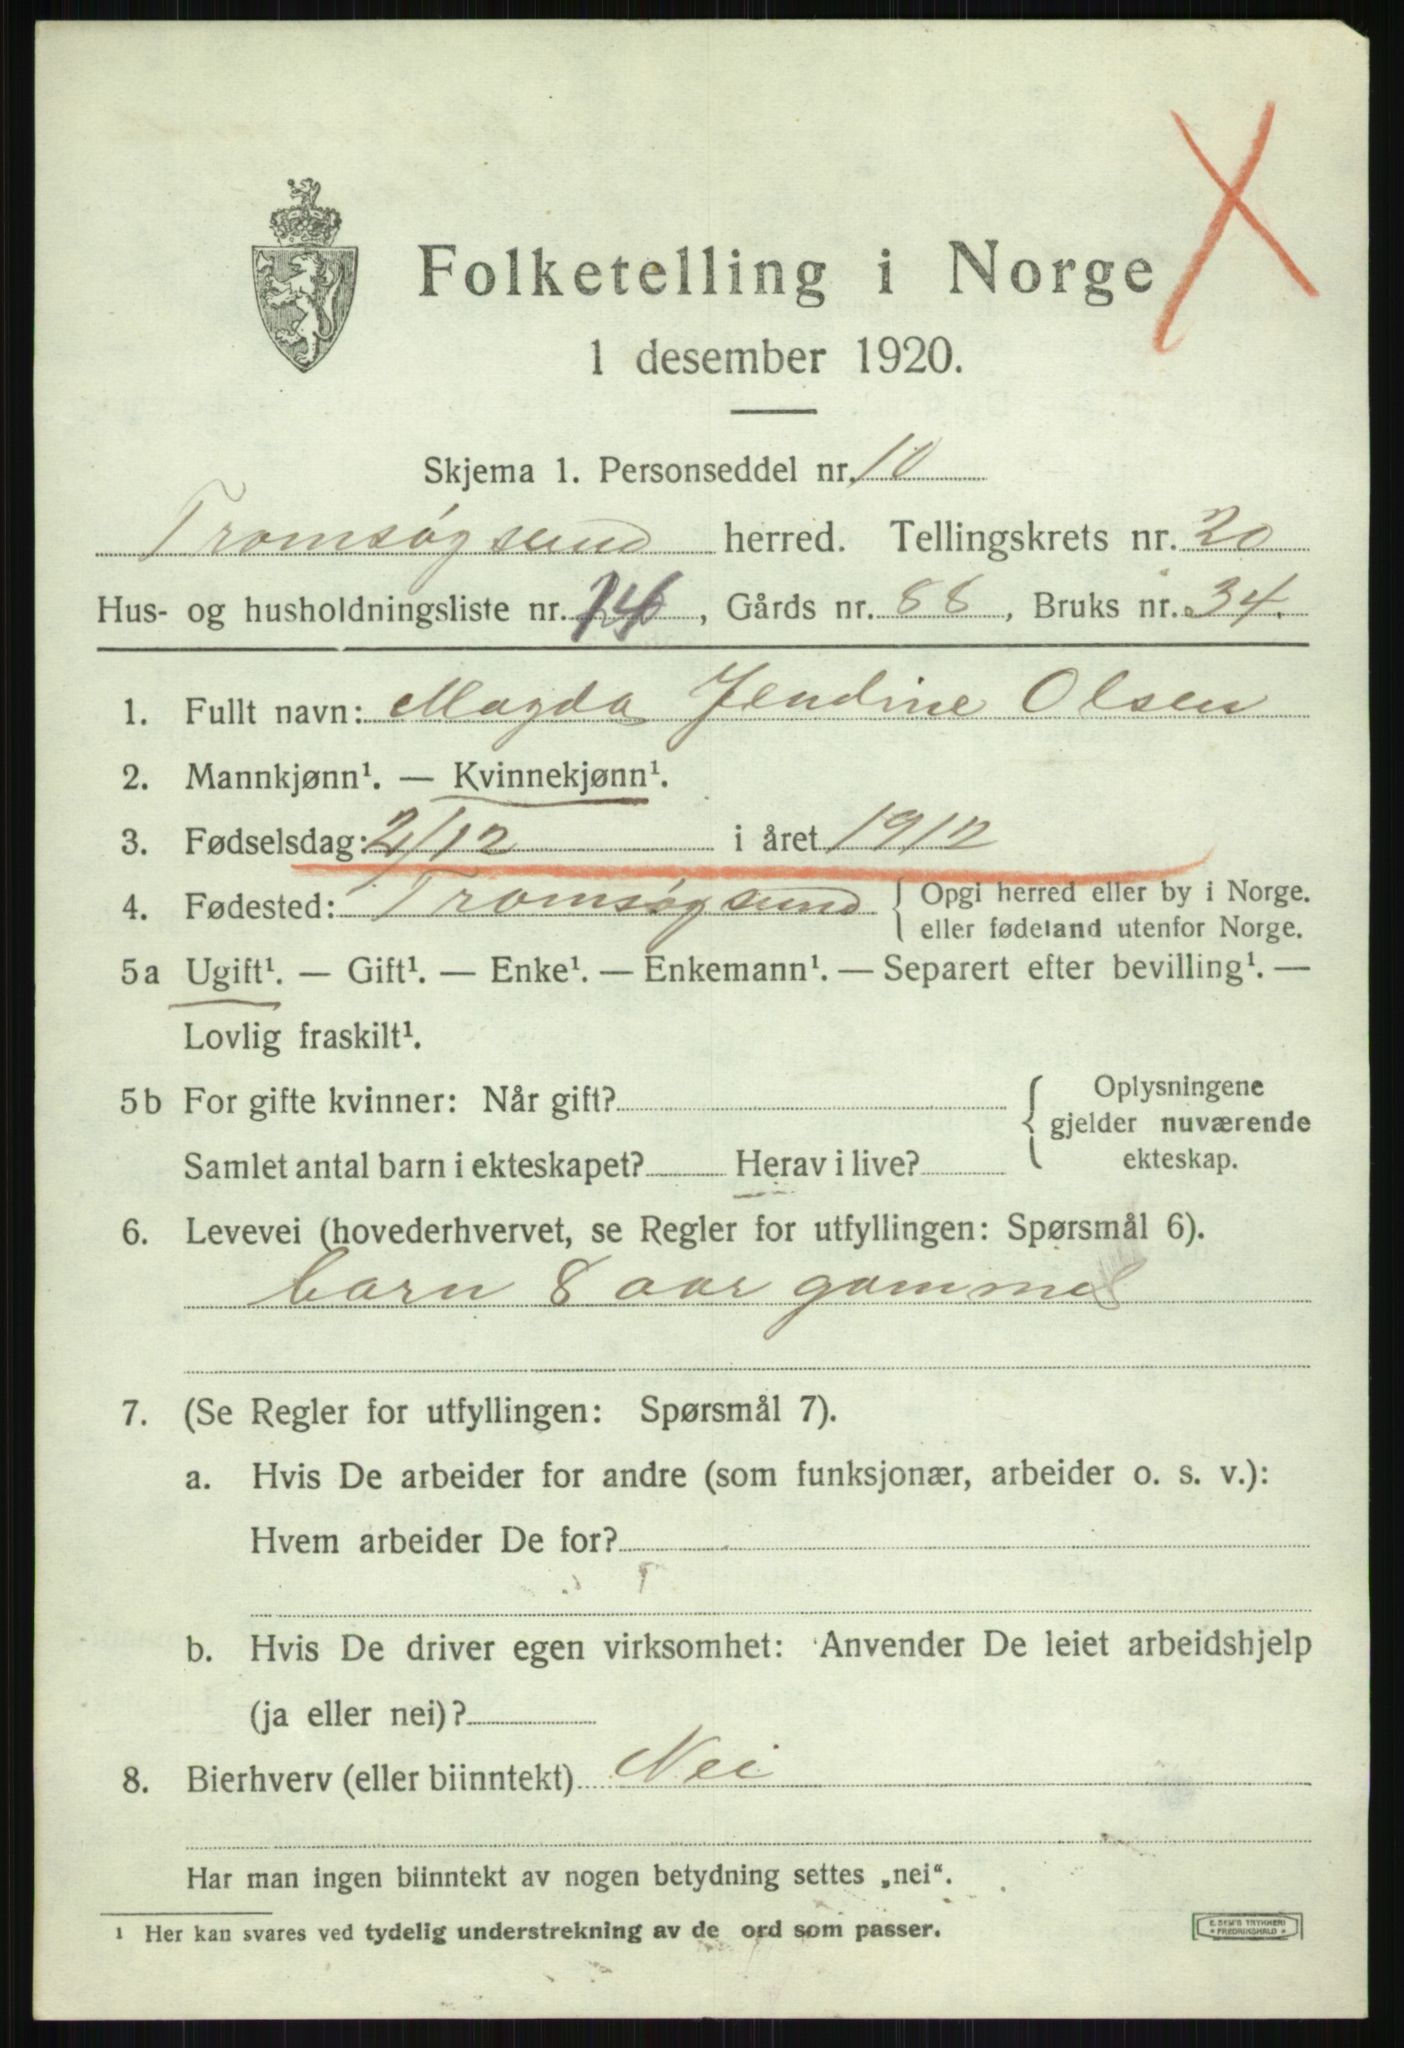 Folketelling i Norge
1 desember 1920.
Skjema 1. Personseddel nr. 10
Tromsøysund herred. Tellingskrets nr. 20
Hus- og husholdningsliste nr. 14, Gårds nr. 88, Bruks nr. 34.
1. Fullt navn: Magda Jendine Olsen
2. Mannkjønn¹. — Kvinnekjønn¹.
3. Fødselsdag: 2/12 i året 1912
4. Fødested: Tromsøysund { Opgi herred eller by i Norge.
eller fødeland utenfor Norge.
5a Ugift¹. — Gift¹. — Enke¹. — Enkemann¹. — Separert efter bevilling¹. —
Lovlig fraskilt¹.
5b For gifte kvinner: Når gift? { Oplysningene
gjelder nuværende
Samlet antal barn i ekteskapet? Herav i live? ekteskap.
6. Levevei (hovederhvervet, se Regler for utfyllingen: Spørsmål 6).
barn 8 aar gammel
7. (Se Regler for utfyllingen: Spørsmål 7).
a. Hvis De arbeider for andre (som funksjonær, arbeider o. s. v.):
Hvem arbeider De for?
b. Hvis De driver egen virksomhet: Anvender De leiet arbeidshjelp
(ja eller nei)?
8. Bierhverv (eller biinntekt) Nei
Har man ingen biinntekt av nogen betydning settes „nei“.
¹ Her kan svares ved tydelig understrekning av de ord som passer.
E. SEM'S TRYKKERI
* FREDRIKSHALD *